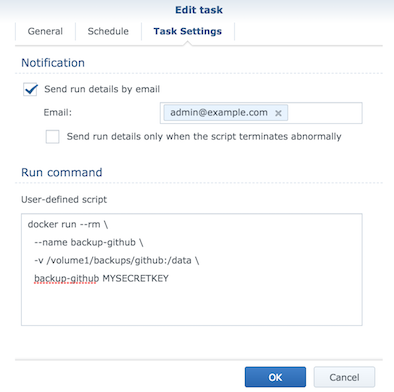 Edit task
General
Schedule
Task Settings
Notification
Send run details by email
Email:
admin@example.com ×
Send run details only when the script terminates abnormally
Run command
User-defined script
docker run --rm \
--name backup-github \
-v /volume1/backups/github:/data \
backup-github MYSECRETKEY
OK
Cancel